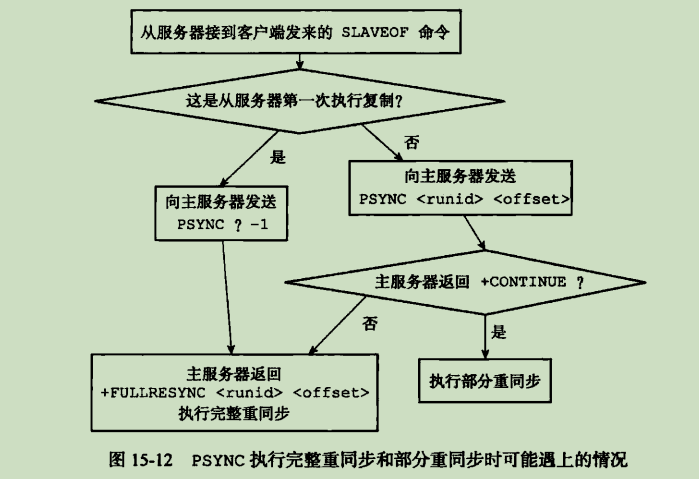 从服务器接到客户端发来的 SLAVEOF 命令
这是从服务器第一次执行复制?
是
否
向主服务器发送
PSYNC ? -1
向主服务器发送
PSYNC <runid> <offset>
主服务器返回 +CONTINUE ?
否
是
主服务器返回
+FULLRESYNC <runid> <offset>
执行完整重同步
执行部分重同步
图 15-12 PSYNC 执行完整重同步和部分重同步时可能遇上的情况